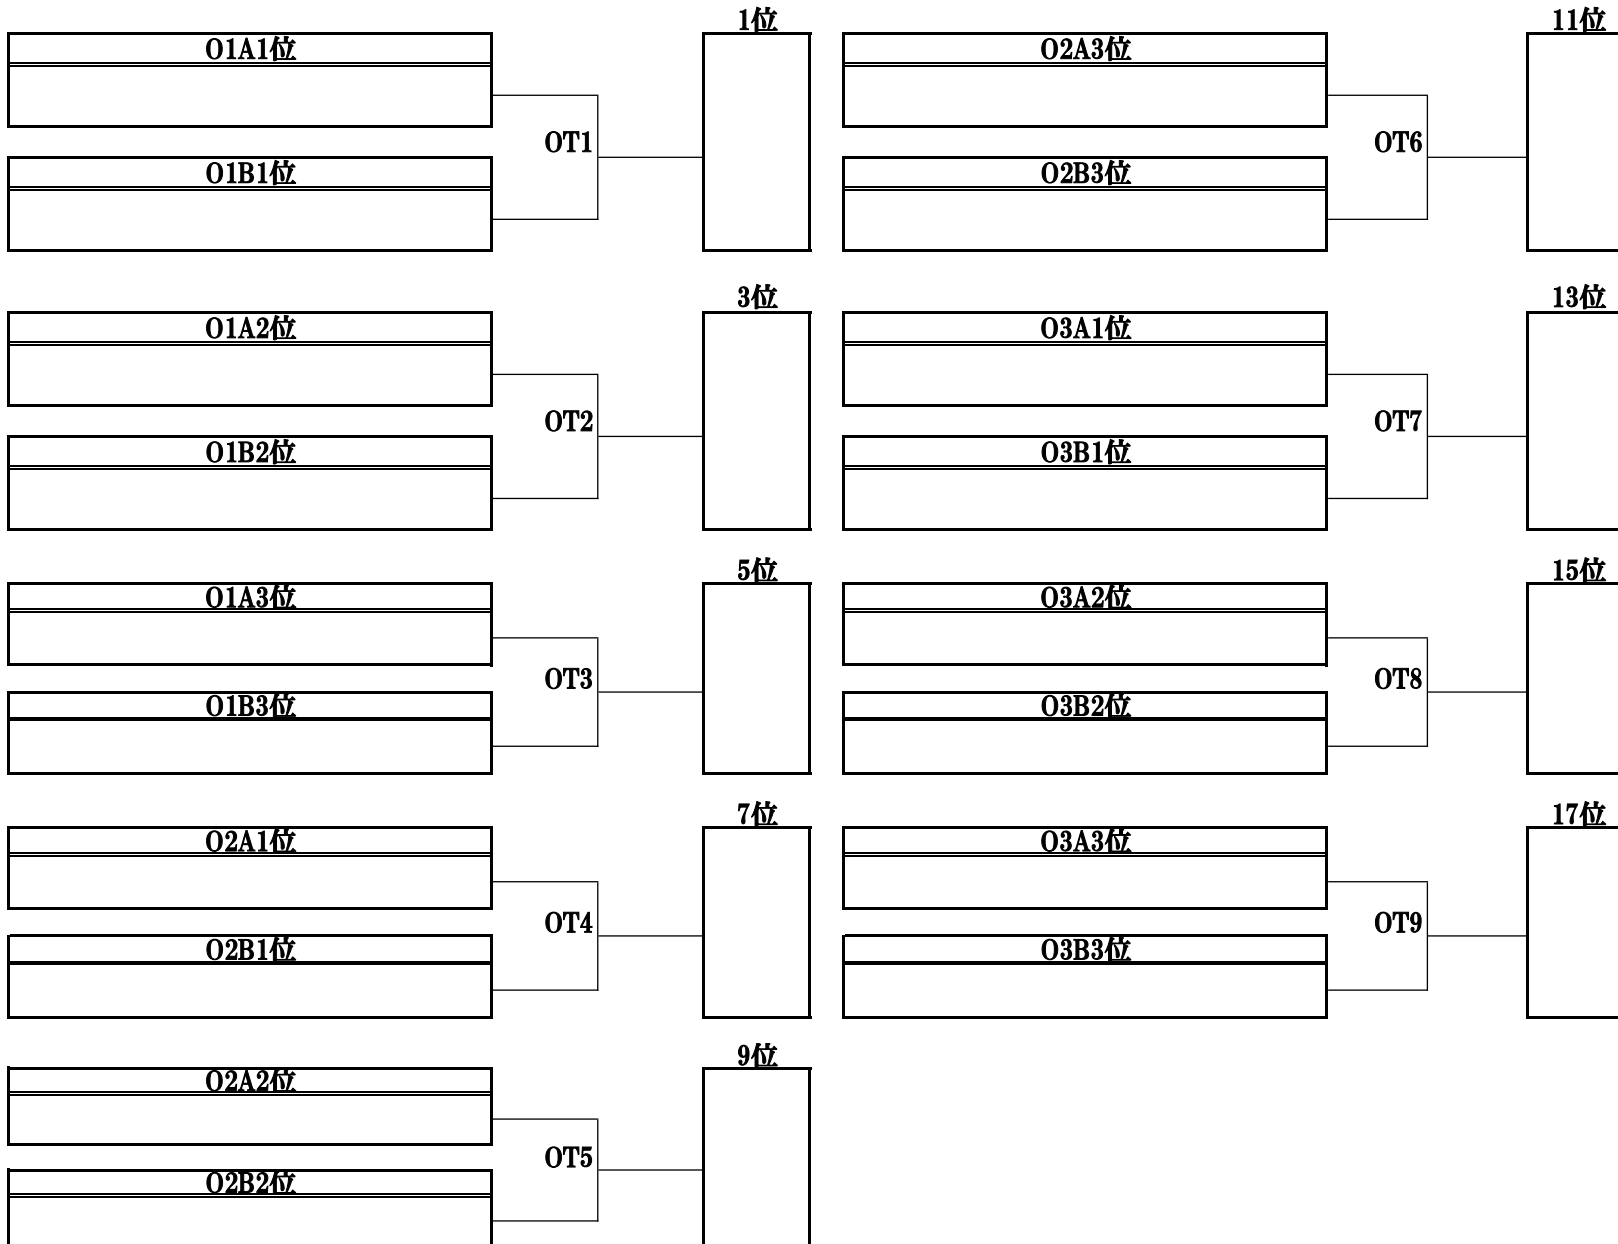 1位
O1A1位
OT1
O1B1位
3位
O1A2位
OT2
O1B2位
5位
O1A3位
OT3
O1B3位
7位
O2A1位
OT4
O2B1位
9位
O2A2位
OT5
O2B2位
11位
O2A3位
OT6
O2B3位
13位
O3A1位
OT7
O3B1位
15位
O3A2位
OT8
O3B2位
17位
O3A3位
OT9
O3B3位